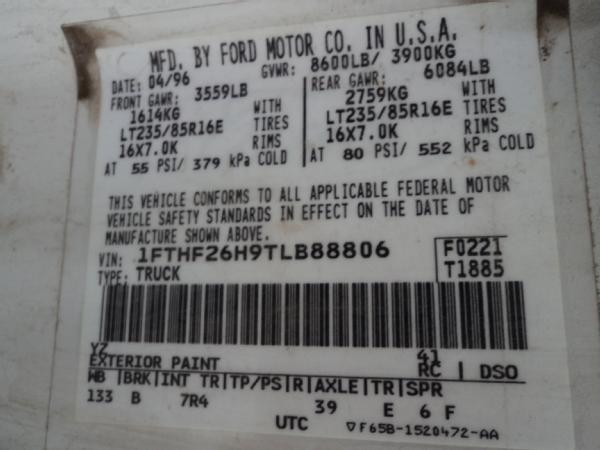 MFD. BY FORD MOTOR CO. IN U.S.A.
DATE: 04/96 GVWR: 8600LB/ 3900KG
FRONT GAWR: 3559LB
1614KG WITH
LT235/85R16E TIRES
16X7.0K RIMS
AT 55 PSI/ 379 kPa COLD
REAR GAWR: 6084LB
2759KG WITH
LT235/85R16E TIRES
16X7.0K RIMS
AT 80 PSI/ 552 kPa COLD
THIS VEHICLE CONFORMS TO ALL APPLICABLE FEDERAL MOTOR
VEHICLE SAFETY STANDARDS IN EFFECT ON THE DATE OF
MANUFACTURE SHOWN ABOVE.
VIN: 1FTHF26H9TLB88806 F0221
TYPE: TRUCK T1885
YZ 41
EXTERIOR PAINT RC | DSO
WB |BRK|INT TR|TP/PS|R|AXLE|TR|SPR
133 B 7R4 39 E 6 F
UTC ▽F65B-1520472-AA